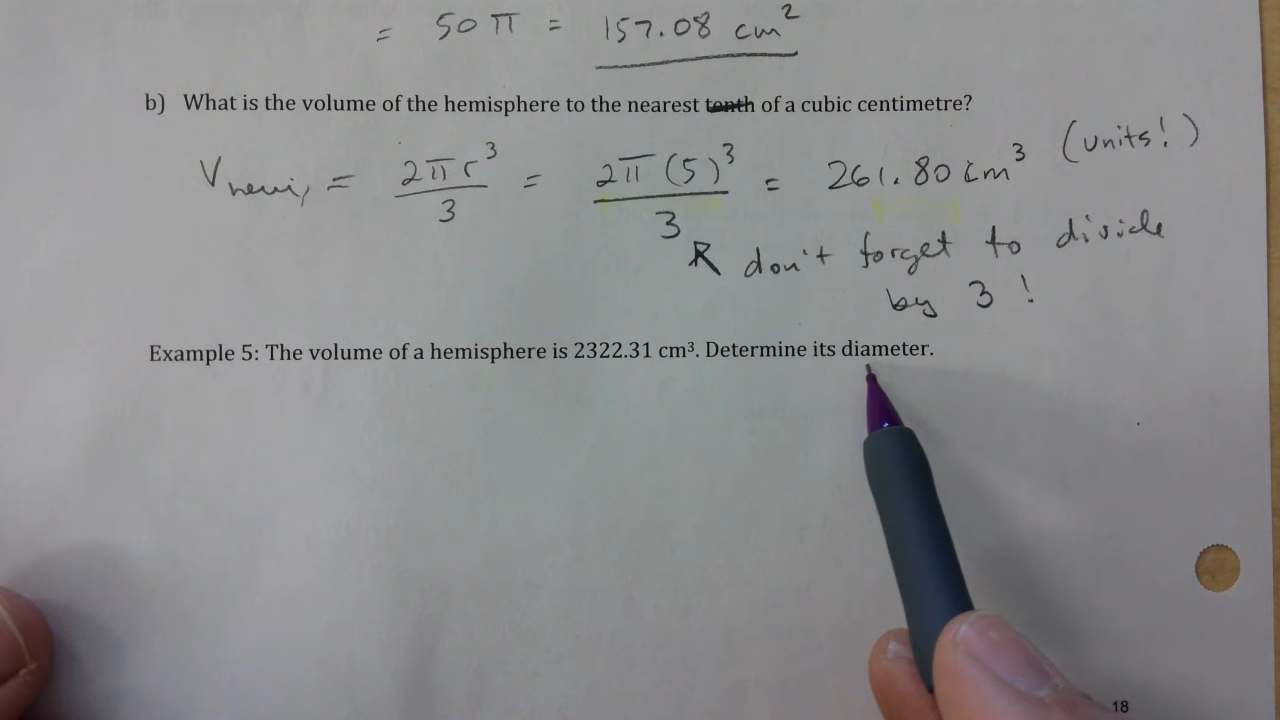 = 50 π = 157.08 cm²
b) What is the volume of the hemisphere to the nearest tenth of a cubic centimetre?
V hemi, = 2πr³/3 = 2π(5)³/3 = 261.80 cm³ (units!)
don't forget to divide
by 3 !
Example 5: The volume of a hemisphere is 2322.31 cm³. Determine its diameter.
18